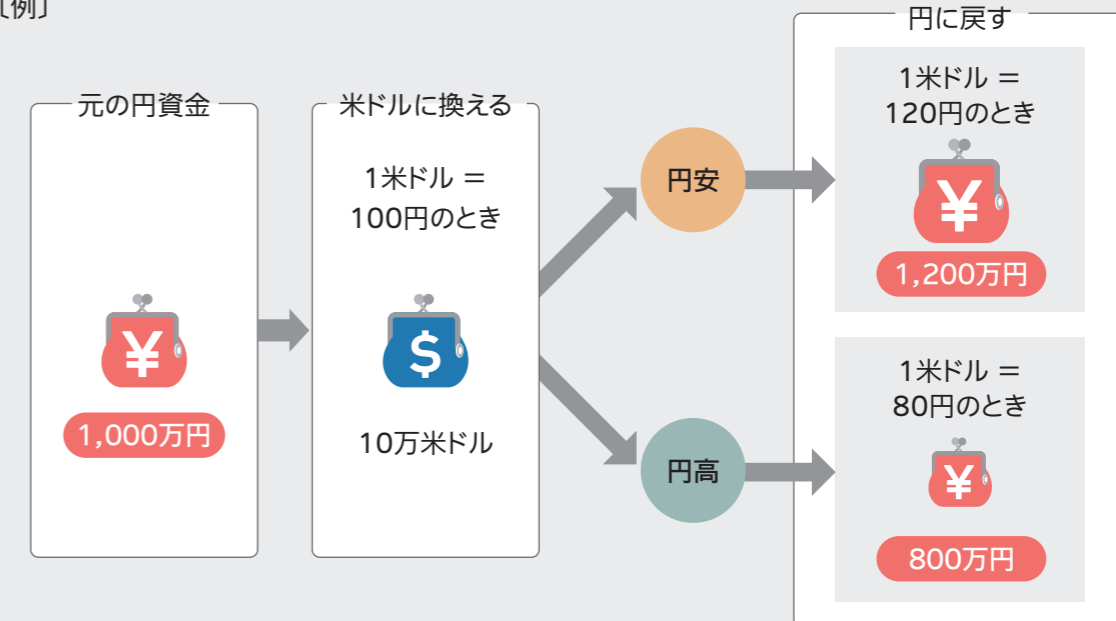 〔例〕
元の円資金
¥
1,000万円
米ドルに換える
1米ドル ＝
100円のとき
$
10万米ドル
円安
円高
円に戻す
1米ドル ＝
120円のとき
¥
1,200万円
1米ドル ＝
80円のとき
¥
800万円